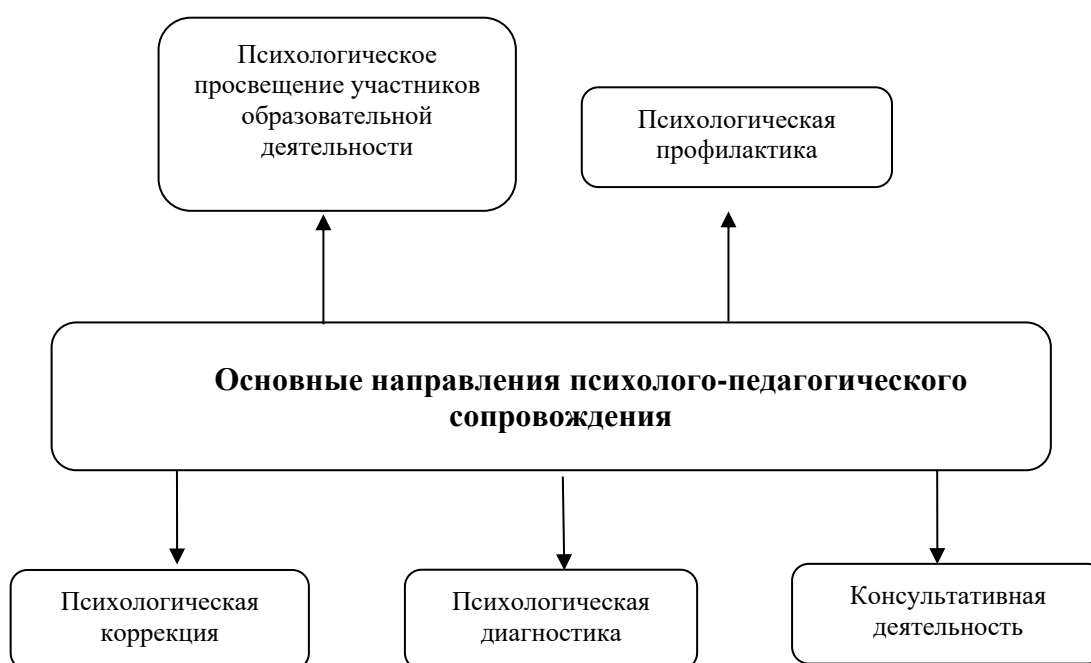 Психологическое
просвещение участников
образовательной
деятельности
Психологическая
профилактика
Основные направления психолого-педагогического
сопровождения
Психологическая
коррекция
Психологическая
диагностика
Консультативная
деятельность